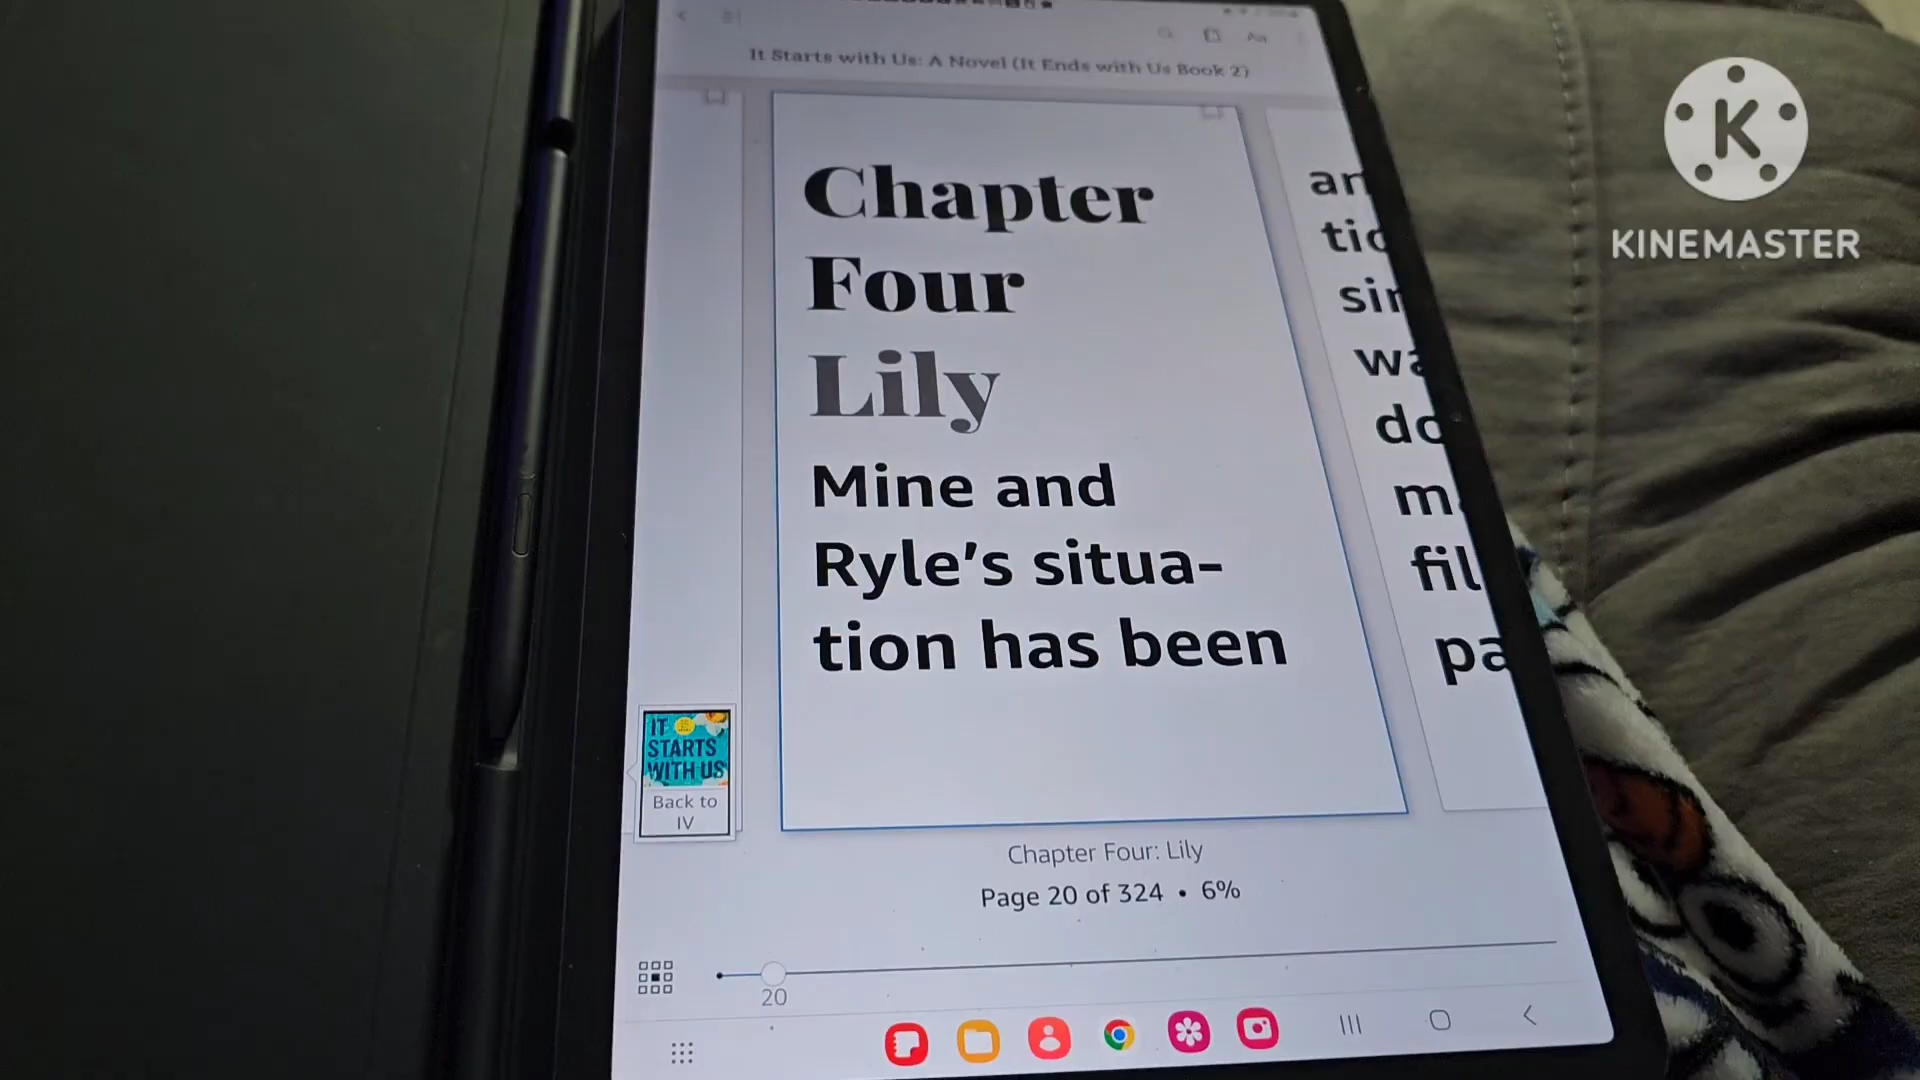 It Starts with Us: A Novel (It Ends with Us Book 2)
Aa
Chapter
Four
Lily
Mine and
Ryle's situa-
tion has been
an
tio
sin
wa
do
ma
fil
pa
IT
STARTS
WITH US
Back to
IV
Chapter Four: Lily
Page 20 of 324 • 6%
20
K
KINEMASTER